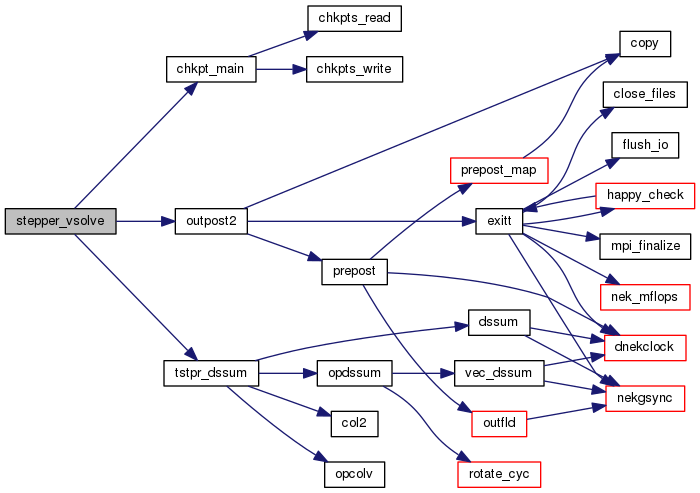 stepper_vsolve
chkpt_main
outpost2
tstpr_dssum
chkpts_read
chkpts_write
prepost
opdssum
col2
opcolv
prepost_map
exitt
dssum
vec_dssum
outfld
rotate_cyc
copy
close_files
flush_io
happy_check
mpi_finalize
nek_mflops
dnekclock
nekgsync